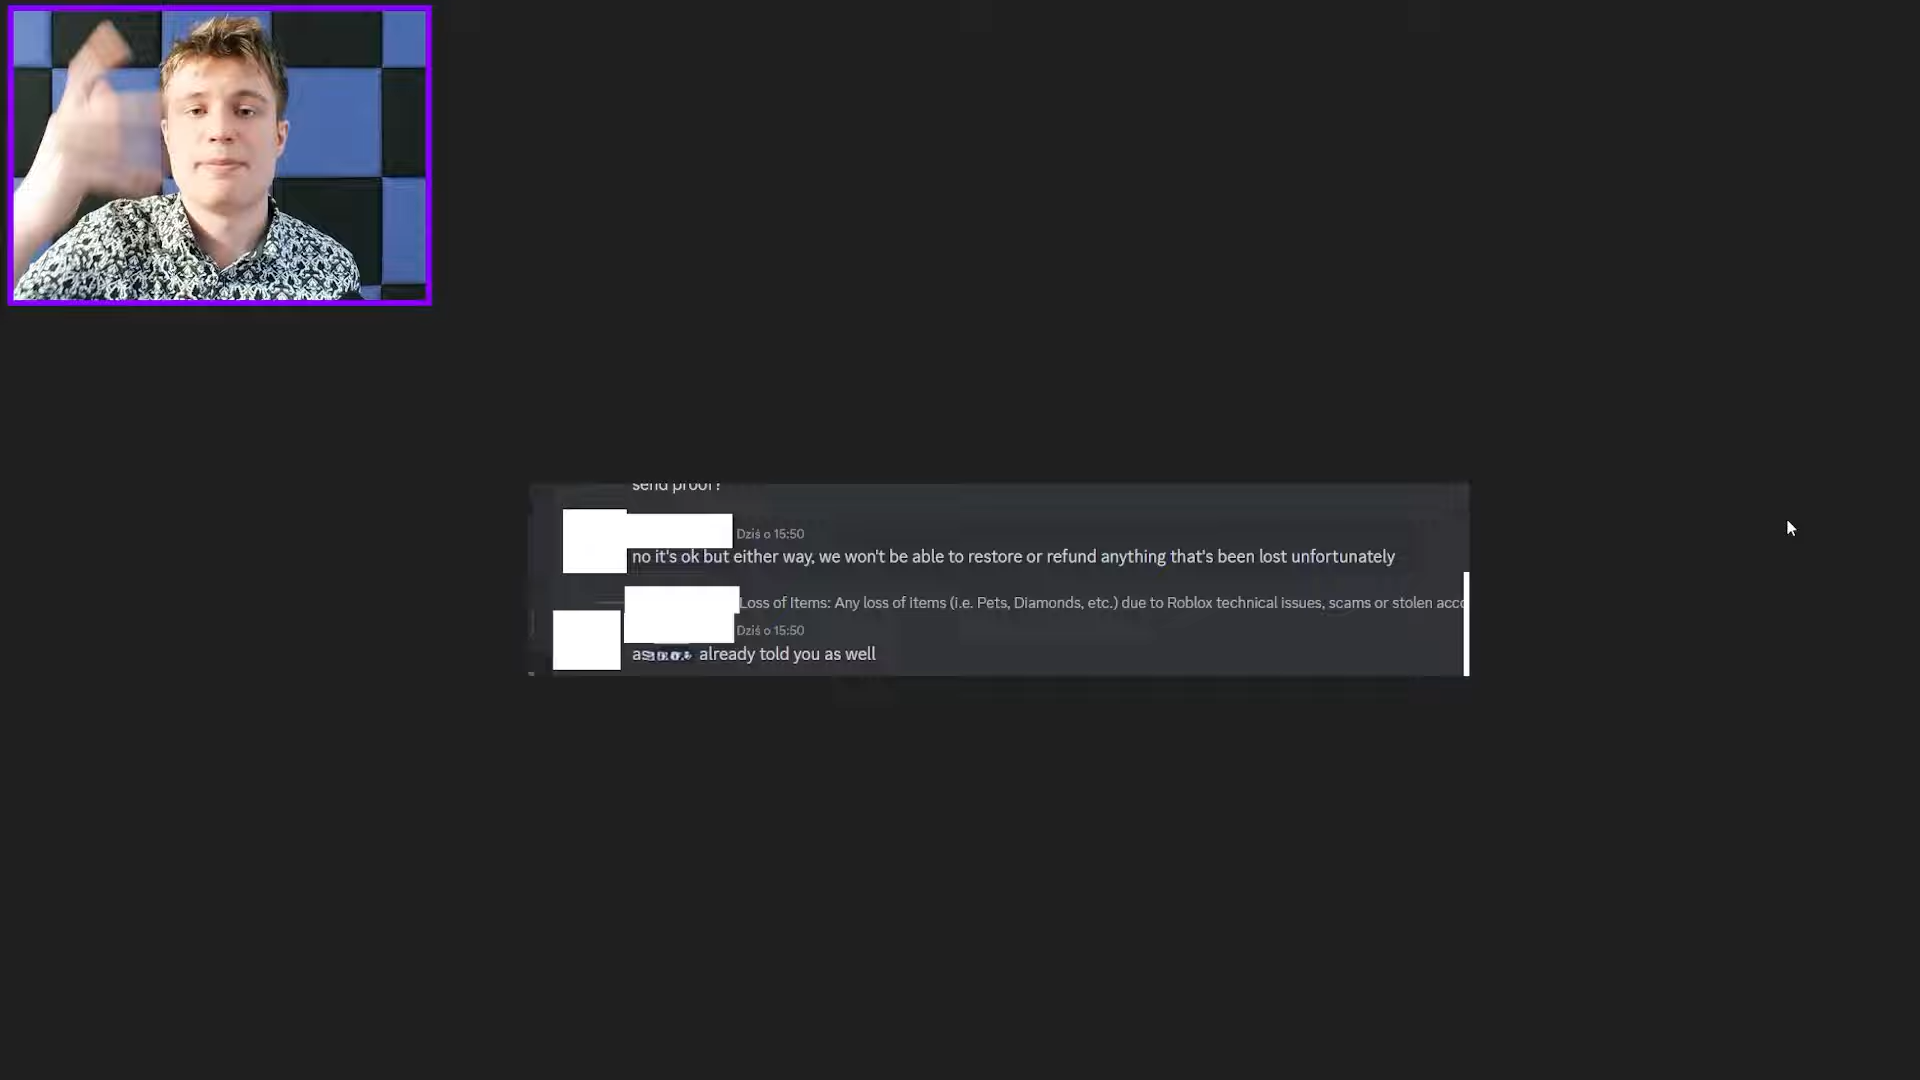 send proof?
Dziś o 15:50
no it's ok but either way, we won't be able to restore or refund anything that's been lost unfortunately
Loss of Items: Any loss of items (i.e. Pets, Diamonds, etc.) due to Roblox technical issues, scams or stolen acco
Dziś o 15:50
as already told you as well